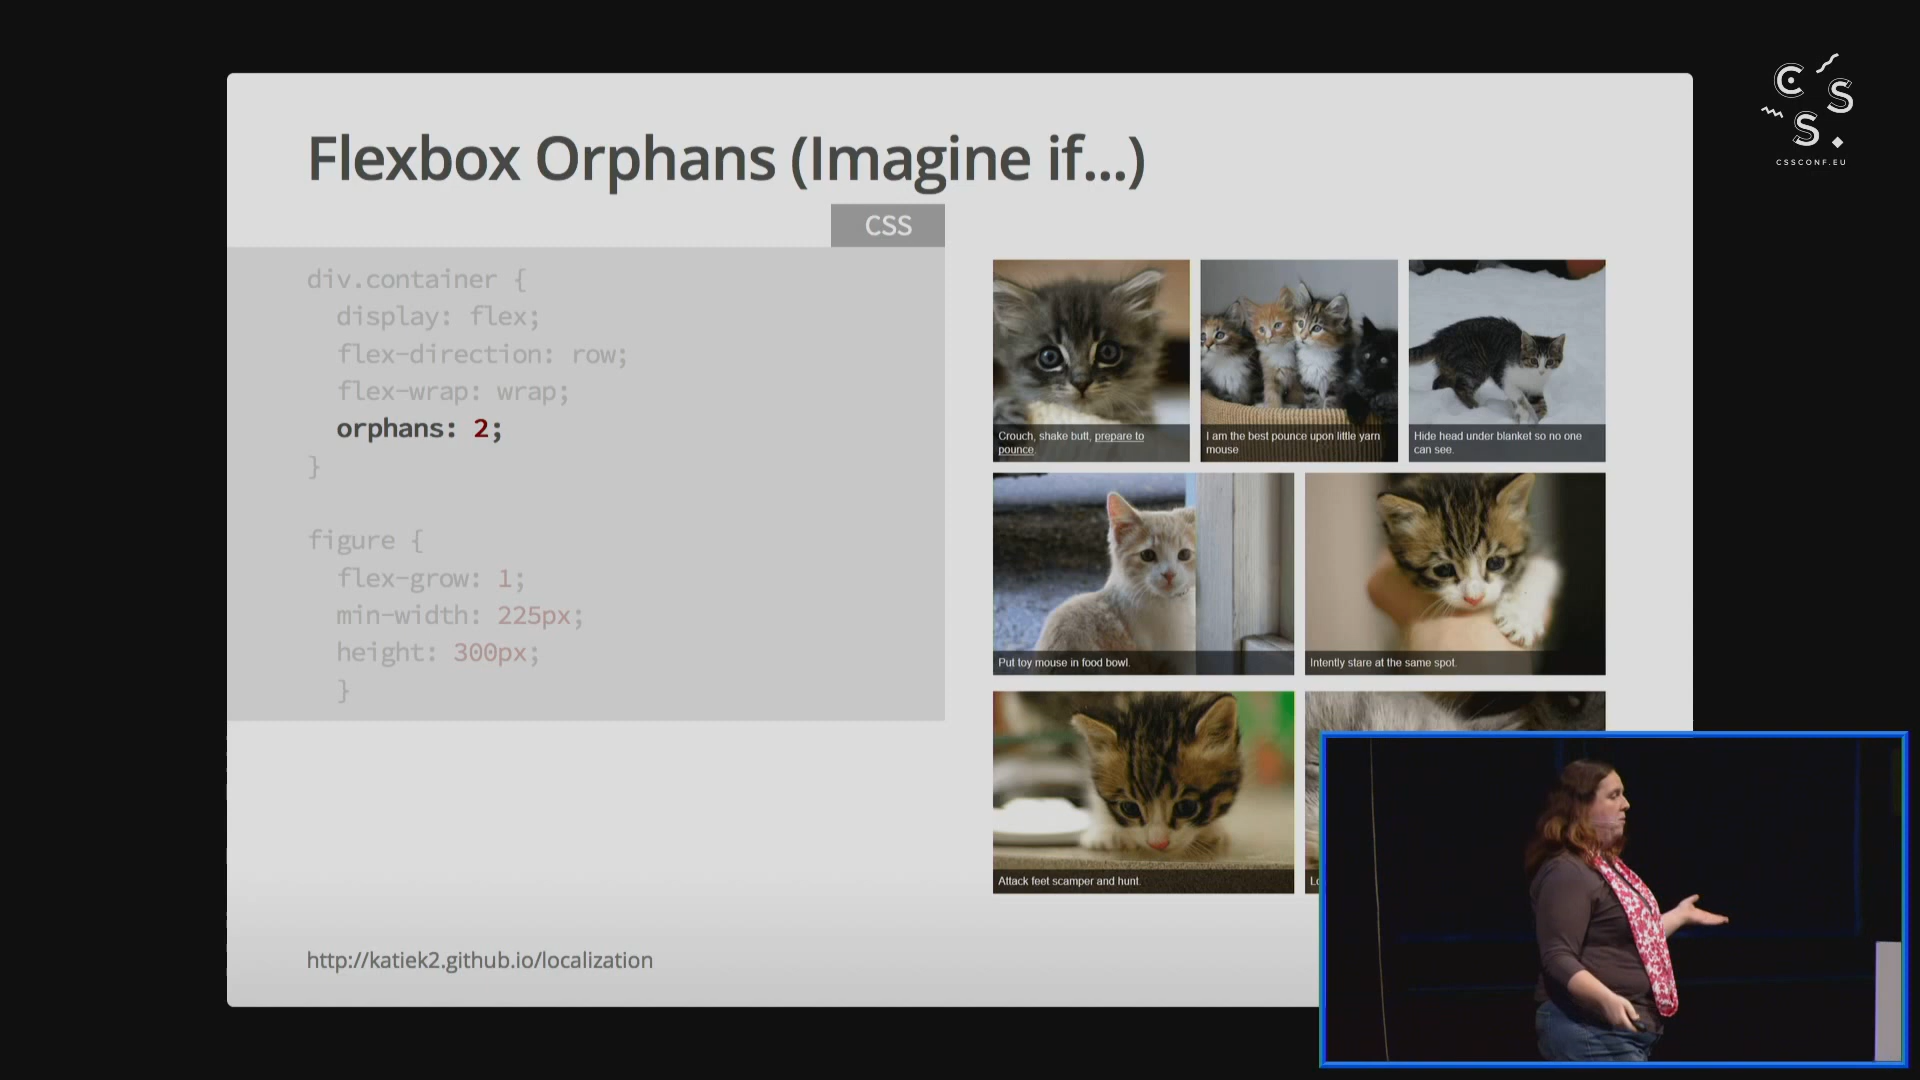 Flexbox Orphans (Imagine if...)
CSS
div.container {
display: flex;
flex-direction: row;
flex-wrap: wrap;
orphans: 2;
}
figure {
flex-grow: 1;
min-width: 225px;
height: 300px;
}
Crouch, shake butt, prepare to
pounce.
I am the best pounce upon little yarn
mouse
Hide head under blanket so no one
can see.
Put toy mouse in food bowl.
Intently stare at the same spot.
Attack feet scamper and hunt.
http://katiek2.github.io/localization
C S S .
CSSCONF.EU